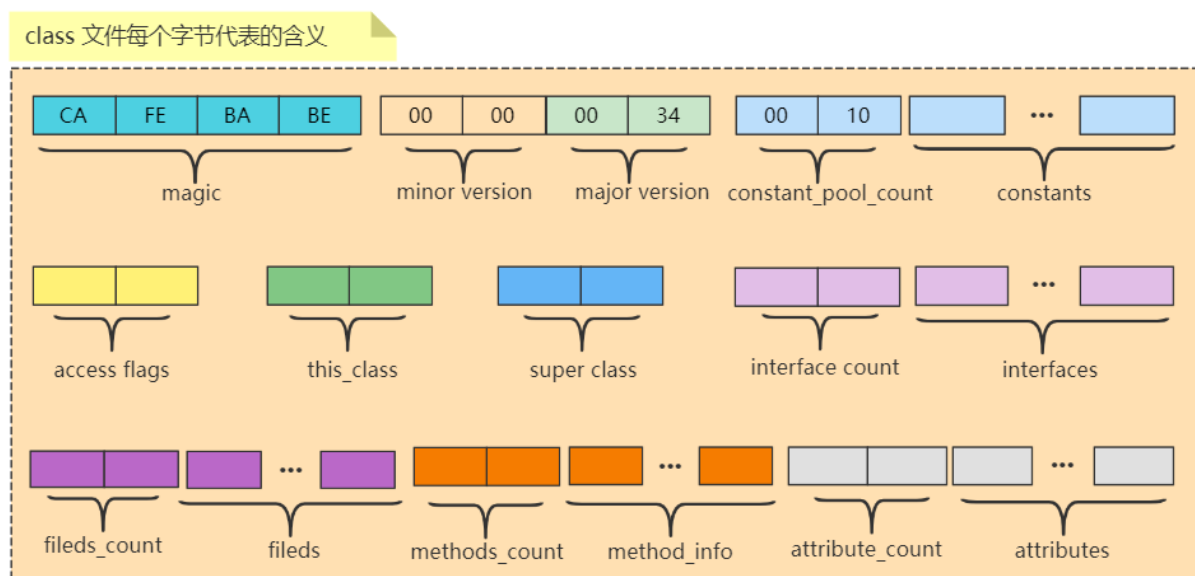 class 文件每个字节代表的含义
CA FE BA BE 00 00 00 34 00 10 ...
magic minor version major version constant_pool_count constants
...
access flags this_class super class interface count interfaces
... ... ...
fileds_count fileds methods_count method_info attribute_count attributes